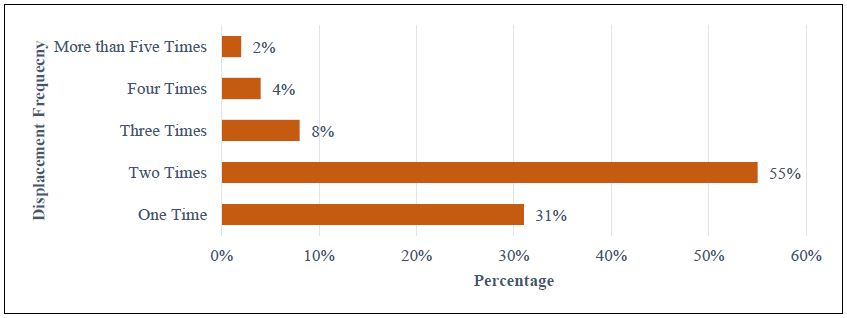 Displacement Frequecny
More than Five Times 2%
Four Times 4%
Three Times 8%
Two Times 55%
One Time 31%
0% 10% 20% 30% 40% 50% 60%
Percentage